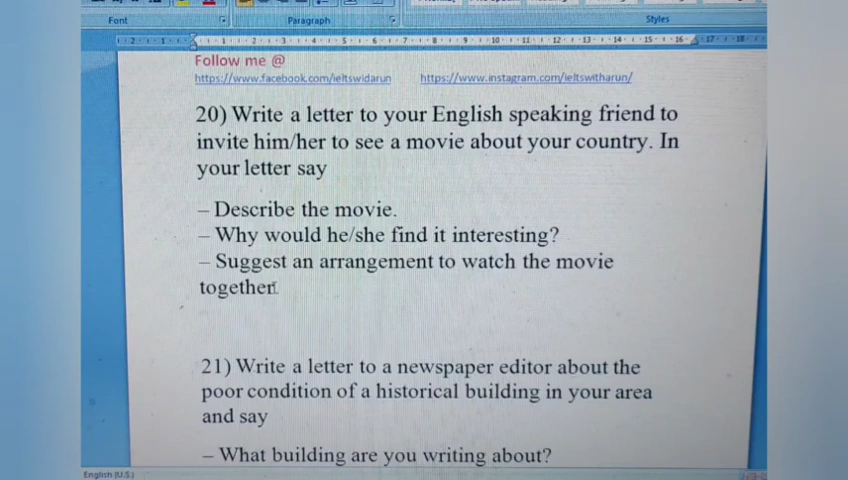 Font Paragraph Styles
Follow me @
https://www.facebook.com/ieltswidarun https://www.instagram.com/ieltswitharun/
20) Write a letter to your English speaking friend to
invite him/her to see a movie about your country. In
your letter say
– Describe the movie.
– Why would he/she find it interesting?
– Suggest an arrangement to watch the movie
together.
21) Write a letter to a newspaper editor about the
poor condition of a historical building in your area
and say
– What building are you writing about?
English (U.S.)